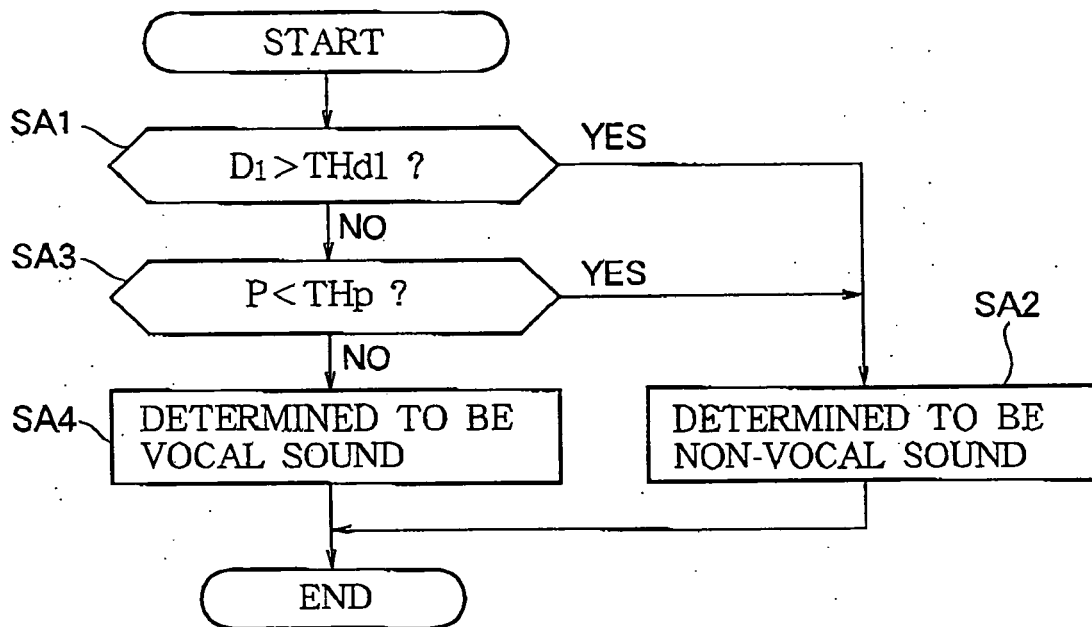 START
SA1
D1>THd1 ?
YES
NO
SA3
P<THp ?
YES
SA2
NO
SA4
DETERMINED TO BE
VOCAL SOUND
DETERMINED TO BE
NON-VOCAL SOUND
END